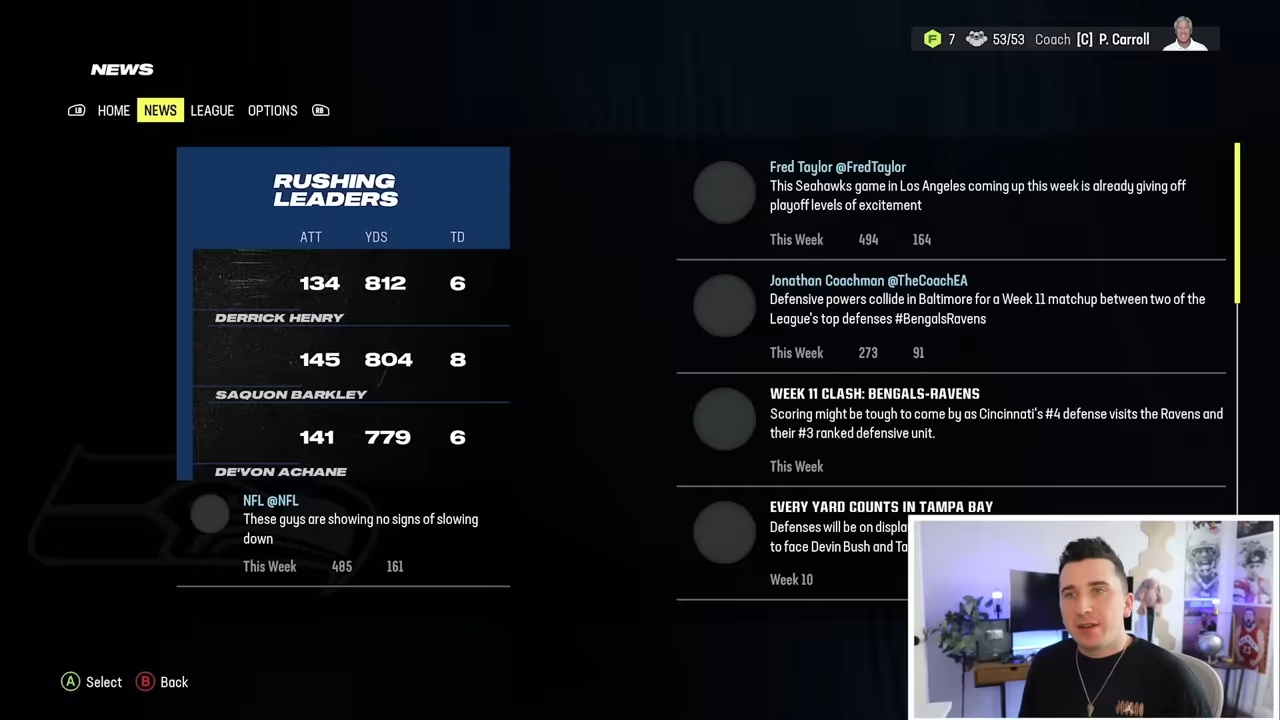 7 53/53 Coach [C] P. Carroll
NEWS
LB HOME NEWS LEAGUE OPTIONS RB
RUSHING
LEADERS
ATT YDS TD
134 812 6
DERRICK HENRY
145 804 8
SAQUON BARKLEY
141 779 6
DE'VON ACHANE
NFL @NFL
These guys are showing no signs of slowing
down
This Week 485 161
Fred Taylor @FredTaylor
This Seahawks game in Los Angeles coming up this week is already giving off
playoff levels of excitement
This Week 494 164
Jonathan Coachman @TheCoachEA
Defensive powers collide in Baltimore for a Week 11 matchup between two of the
League's top defenses #BengalsRavens
This Week 273 91
WEEK 11 CLASH: BENGALS-RAVENS
Scoring might be tough to come by as Cincinnati's #4 defense visits the Ravens and
their #3 ranked defensive unit.
This Week
EVERY YARD COUNTS IN TAMPA BAY
Defenses will be on displa
to face Devin Bush and Ta
Week 10
A Select B Back